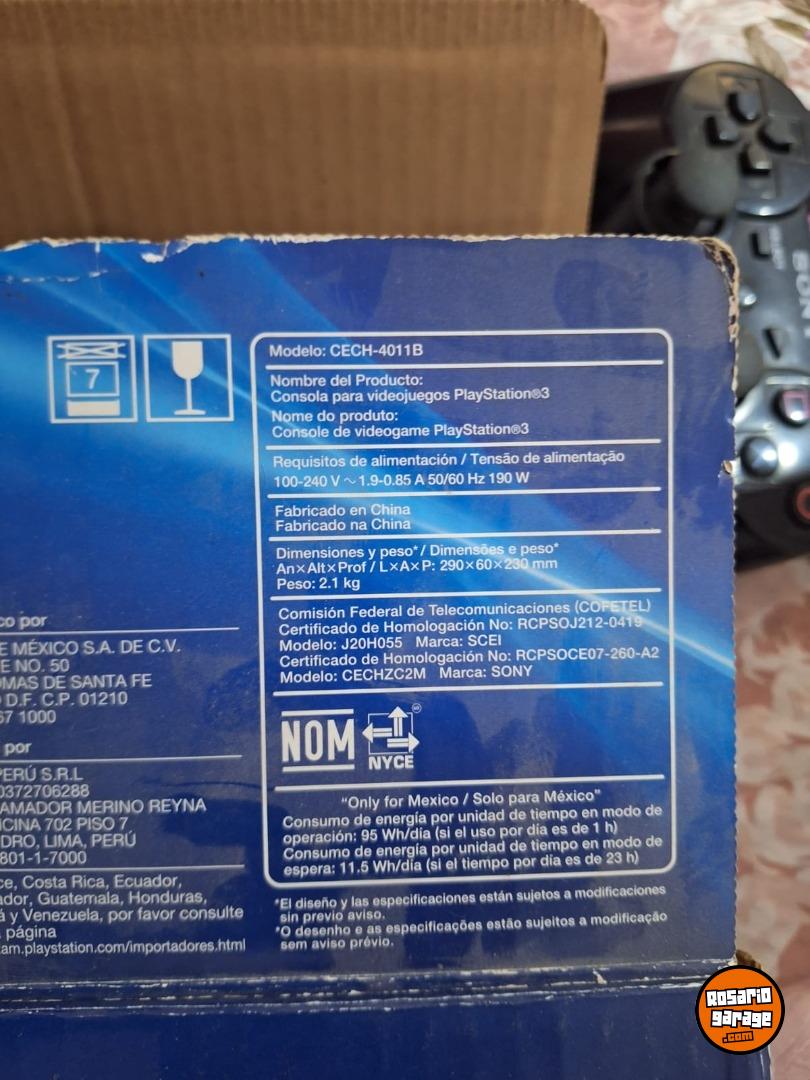 7
Modelo: CECH-4011B
Nombre del Producto:
Consola para videojuegos PlayStation®3
Nome do produto:
Console de videogame PlayStation®3
Requisitos de alimentación / Tensão de alimentação
100-240 V ~ 1.9-0.85 A 50/60 Hz 190 W
Fabricado en China
Fabricado na China
Dimensiones y peso* / Dimensões e peso*
An×Alt×Prof / L×A×P: 290×60×230 mm
Peso: 2.1 kg
Comisión Federal de Telecomunicaciones (COFETEL)
Certificado de Homologación No: RCPSOJ212-0419
Modelo: J20H055 Marca: SCEI
Certificado de Homologación No: RCPSOCE07-260-A2
Modelo: CECHZC2M Marca: SONY
NOM
NYCE
"Only for Mexico / Solo para México"
Consumo de energía por unidad de tiempo en modo de
operación: 95 Wh/día (si el uso por día es de 1 h)
Consumo de energía por unidad de tiempo en modo de
espera: 11.5 Wh/día (si el tiempo por día es de 23 h)
*El diseño y las especificaciones están sujetos a modificaciones
sin previo aviso.
*O desenho e as especificações estão sujeitos a modificação
sem aviso prévio.
co por
E MÉXICO S.A. DE C.V.
E NO. 50
OMAS DE SANTA FE
D.F. C.P. 01210
67 1000
por
PERÚ S.R.L
0372706288
AMADOR MERINO REYNA
ICINA 702 PISO 7
DRO, LIMA, PERÚ
801-1-7000
ce, Costa Rica, Ecuador,
ador, Guatemala, Honduras,
á y Venezuela, por favor consulte
página
tam.playstation.com/importadores.html
Rosario
garage
.com